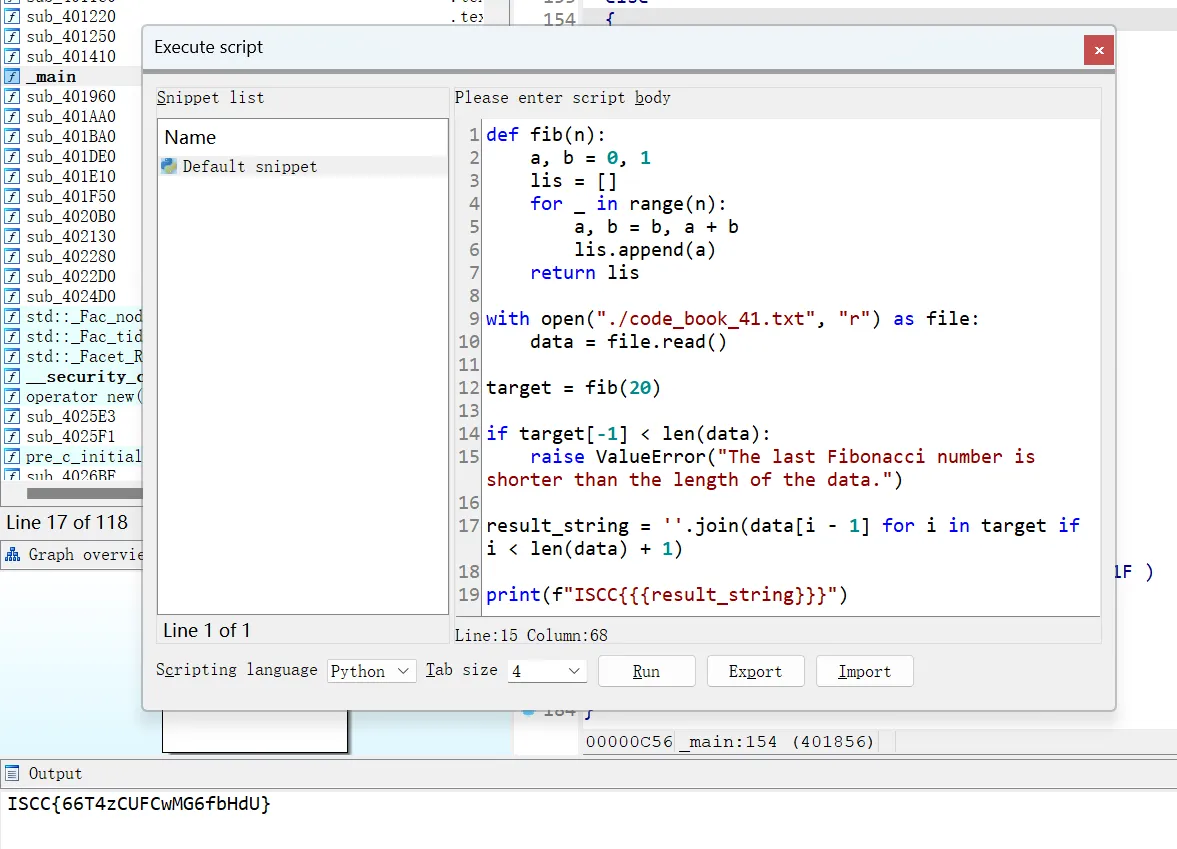 sub_401220
sub_401250
sub_401410
_main
sub_401960
sub_401AA0
sub_401BA0
sub_401DE0
sub_401E10
sub_401F50
sub_4020B0
sub_402130
sub_402280
sub_4022D0
sub_4024D0
std::_Fac_nod
std::_Fac_tid
std::_Facet_R
__security_c
operator new(
sub_4025E3
sub_4025F1
pre_c_initial
sub_4026BF
Line 17 of 118
Graph overvie
.tex
154 {
Execute script
Snippet list
Name
Default snippet
Line 1 of 1
Please enter script body
1 def fib(n):
2     a, b = 0, 1
3     lis = []
4     for _ in range(n):
5         a, b = b, a + b
6         lis.append(a)
7     return lis
8
9 with open("./code_book_41.txt", "r") as file:
10     data = file.read()
11
12 target = fib(20)
13
14 if target[-1] < len(data):
15     raise ValueError("The last Fibonacci number is
shorter than the length of the data.")
16
17 result_string = ''.join(data[i - 1] for i in target if
i < len(data) + 1)
18
19 print(f"ISCC{{{result_string}}}")
Line:15 Column:68
Scripting language Python Tab size 4 Run Export Import
1F )
184 }
00000C56 _main:154 (401856)
Output
ISCC{66T4zCUFCwMG6fbHdU}